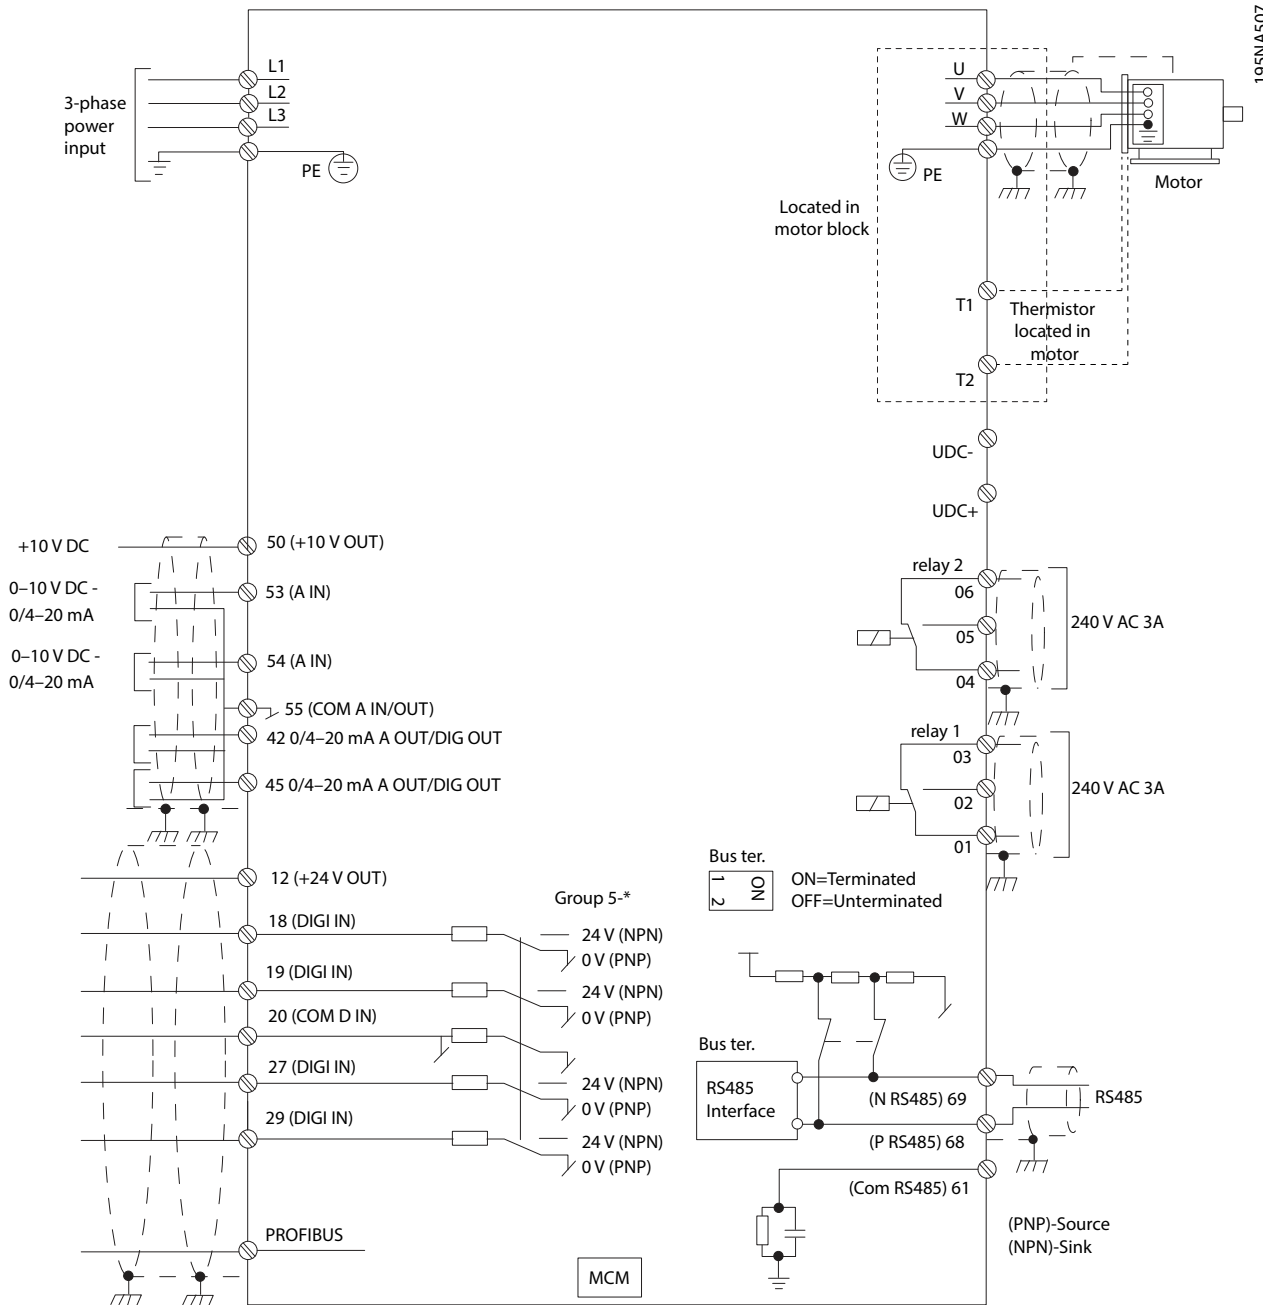 195NA507
L1
L2
L3
3-phase
power
input
PE
U
V
W
PE
Motor
Located in
motor block
T1
Thermistor
located in
motor
T2
UDC-
UDC+
+10 V DC
50 (+10 V OUT)
0–10 V DC -
0/4–20 mA
53 (A IN)
0–10 V DC -
0/4–20 mA
54 (A IN)
55 (COM A IN/OUT)
42 0/4–20 mA A OUT/DIG OUT
45 0/4–20 mA A OUT/DIG OUT
relay 2
06
05
04
240 V AC 3A
relay 1
03
02
01
240 V AC 3A
Bus ter.
1 2
ON
ON=Terminated
OFF=Unterminated
12 (+24 V OUT)
Group 5-*
18 (DIGI IN)
24 V (NPN)
0 V (PNP)
19 (DIGI IN)
24 V (NPN)
0 V (PNP)
20 (COM D IN)
27 (DIGI IN)
24 V (NPN)
0 V (PNP)
29 (DIGI IN)
24 V (NPN)
0 V (PNP)
Bus ter.
RS485
Interface
(N RS485) 69
RS485
(P RS485) 68
(Com RS485) 61
(PNP)-Source
(NPN)-Sink
PROFIBUS
MCM